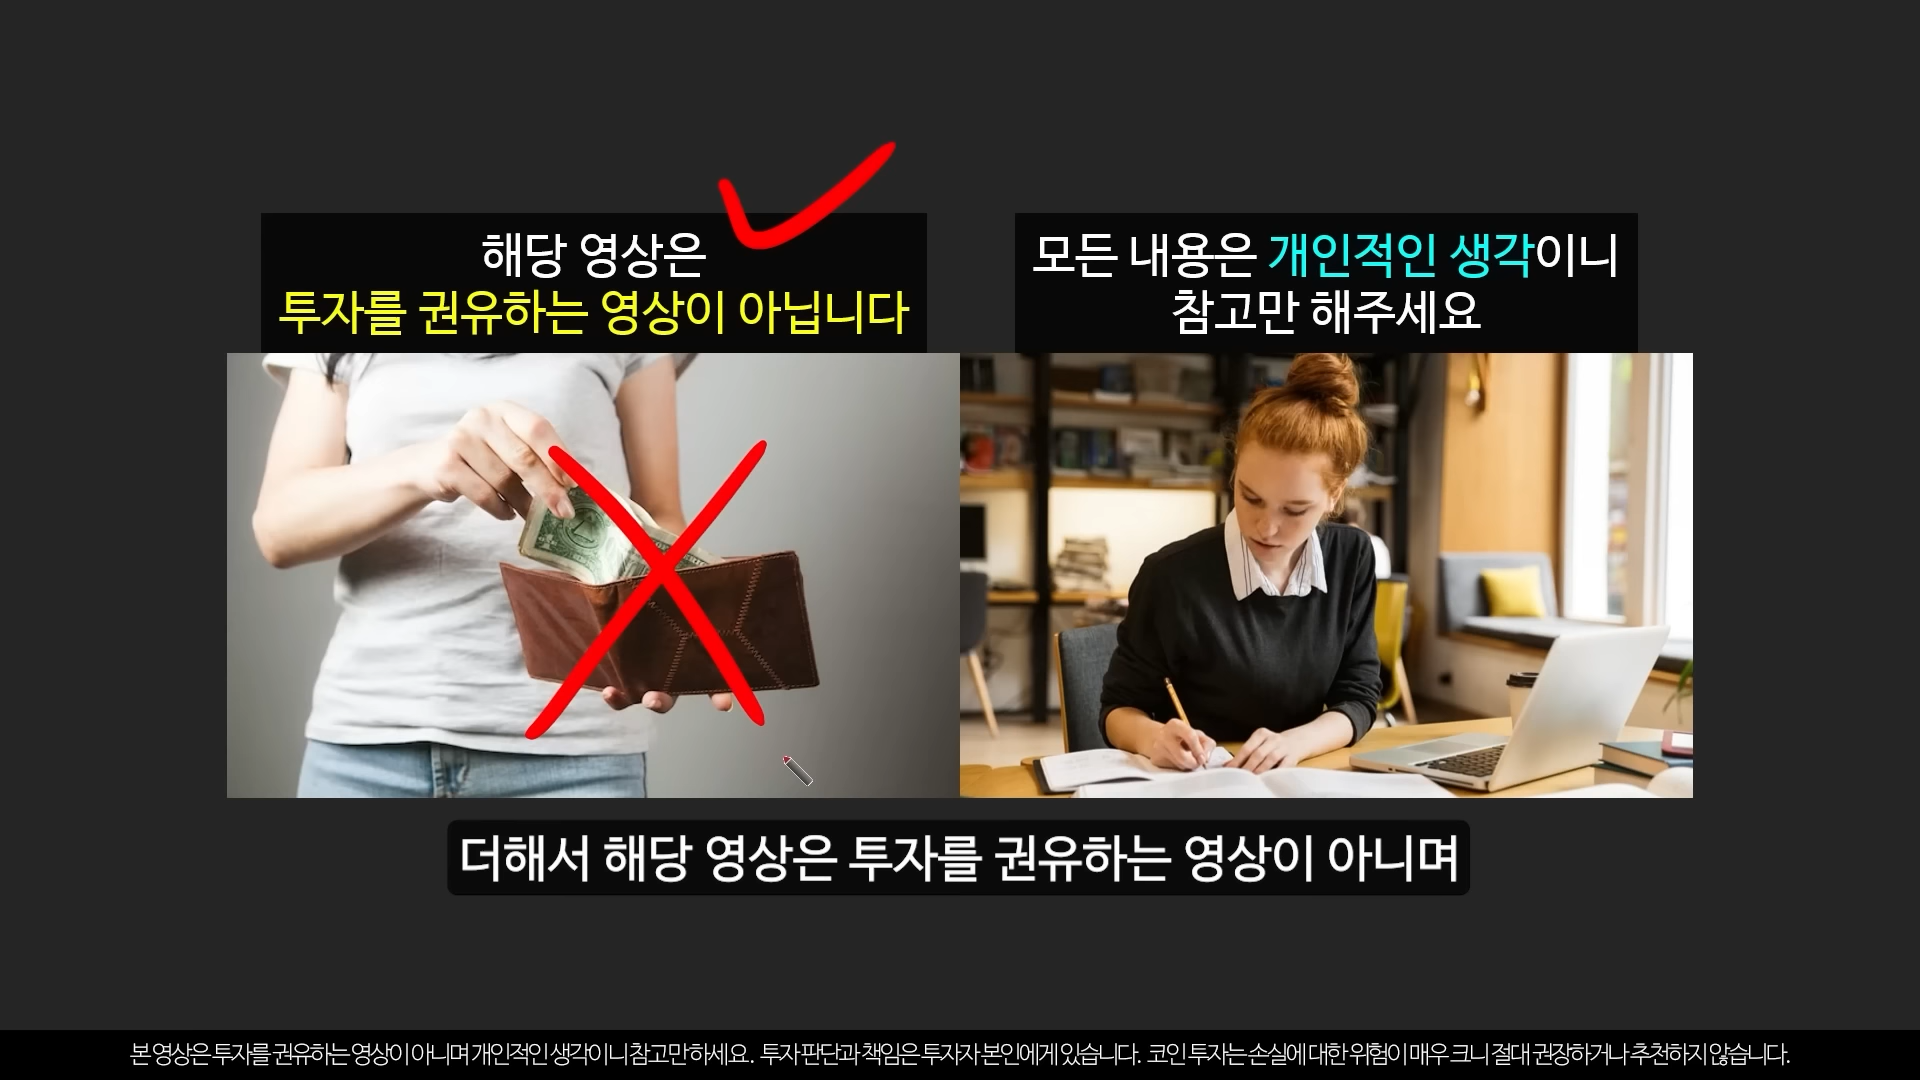 해당 영상은
투자를 권유하는 영상이 아닙니다
모든 내용은 개인적인 생각이니
참고만 해주세요
더해서 해당 영상은 투자를 권유하는 영상이 아니며
본 영상은 투자를 권유하는 영상이 아니며 개인적인 생각이니 참고만 하세요. 투자 판단과 책임은 투자자 본인에게 있습니다. 코인 투자는 손실에 대한 위험이 매우 크니 절대 권장하거나 추천하지 않습니다.